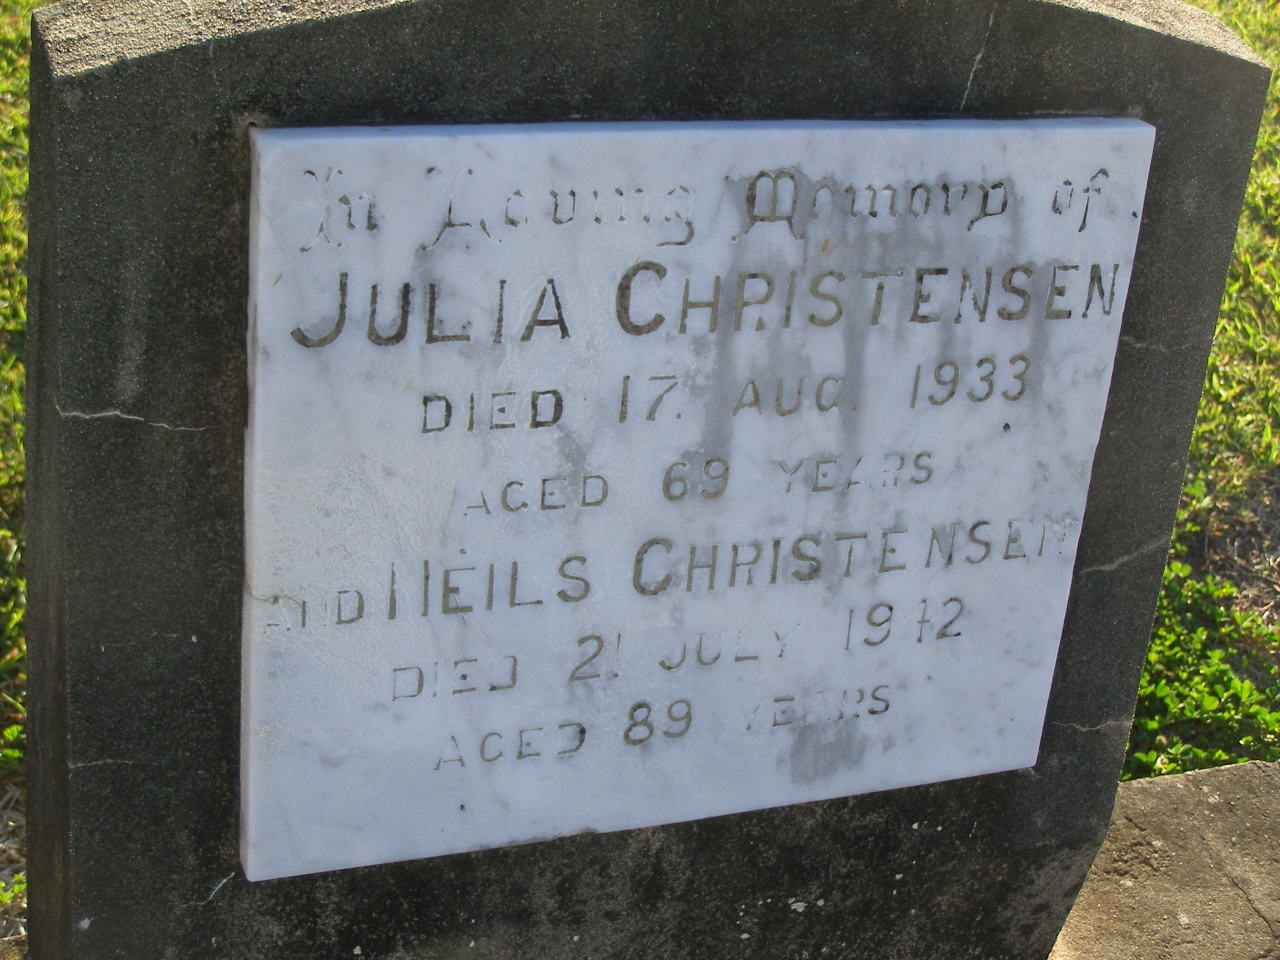 In Loving Memory of
JULIA CHRISTENSEN
DIED 17. AUG. 1933
AGED 69 YEARS
AND NEILS CHRISTENSEN
DIED 21 JULY 1942
AGED 89 YEARS